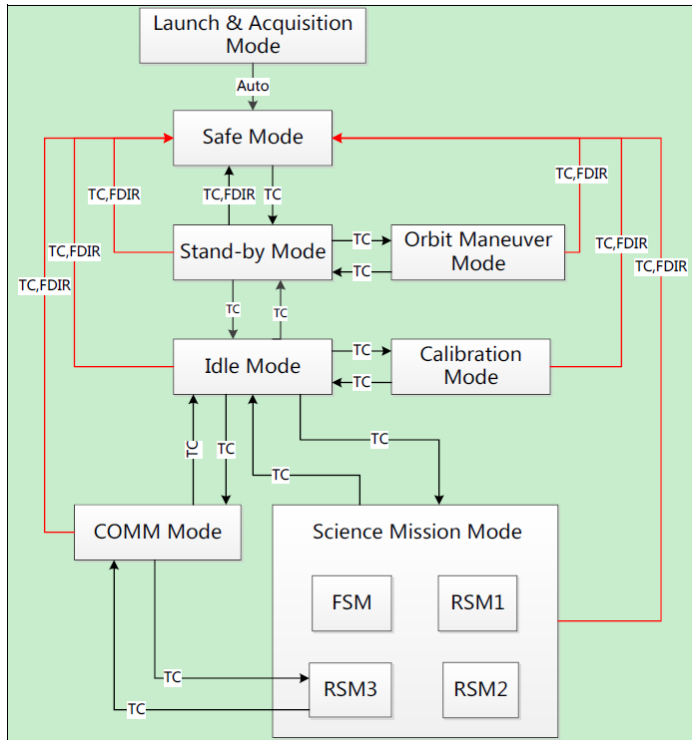 Launch & Acquisition
Mode
Auto
Safe Mode
TC,FDIR
TC,FDIR
TC
TC,FDIR
TC,FDIR
TC,FDIR
TC,FDIR
TC,FDIR
Stand-by Mode
TC
TC
Orbit Maneuver
Mode
TC
TC
Idle Mode
TC
TC
Calibration
Mode
TC
TC
TC
TC
COMM Mode
Science Mission Mode
FSM
RSM1
TC
TC
RSM3
RSM2